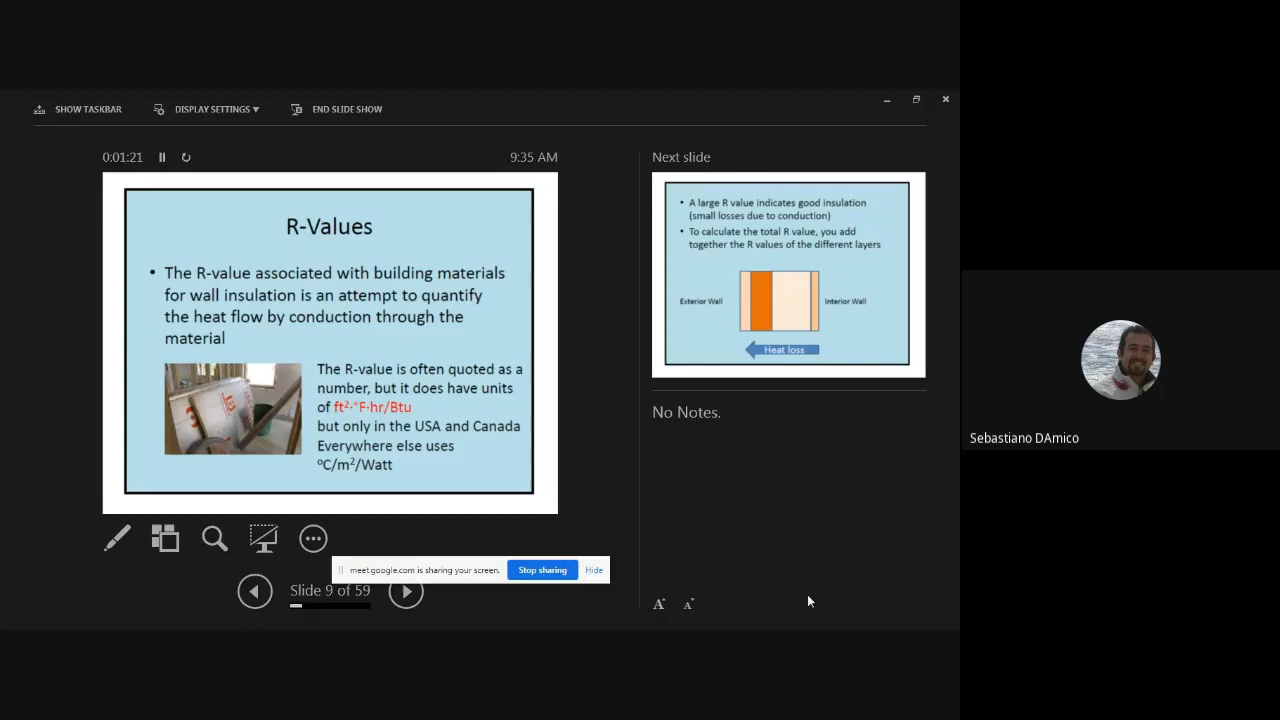 SHOW TASKBAR
DISPLAY SETTINGS
END SLIDE SHOW
0:01:21
9:35 AM
R-Values
• The R-value associated with building materials
for wall insulation is an attempt to quantify
the heat flow by conduction through the
material
The R-value is often quoted as a
number, but it does have units
of ft²·°F·hr/Btu
but only in the USA and Canada
Everywhere else uses
ºC/m²/Watt
meet.google.com is sharing your screen.
Stop sharing
Hide
Slide 9 of 59
Next slide
• A large R value indicates good insulation
(small losses due to conduction)
• To calculate the total R value, you add
together the R values of the different layers
Exterior Wall
Interior Wall
Heat loss
No Notes.
A
A
Sebastiano DAmico